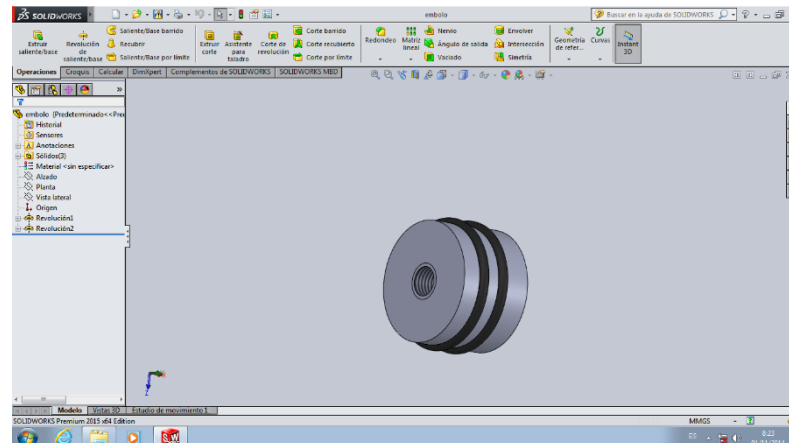 SOLIDWORKS
embolo
Buscar en la ayuda de SOLIDWORKS
Extruir saliente/base
Revolución de saliente/base
Saliente/Base barrido
Recubrir
Saliente/Base por límite
Extruir corte
Asistente para taladro
Corte de revolución
Corte barrido
Corte recubierto
Corte por límite
Redondeo
Matriz lineal
Nervio
Ángulo de salida
Vaciado
Envolver
Intersección
Simetría
Geometría de refer...
Curvas
Instant 3D
Operaciones Croquis Calcular DimXpert Complementos de SOLIDWORKS SOLIDWORKS MBD
embolo (Predeterminado<<Pre
Historial
Sensores
Anotaciones
Sólidos(3)
Material <sin especificar>
Alzado
Planta
Vista lateral
Origen
Revolución1
Revolución2
Z
Modelo Vistas 3D Estudio de movimiento 1
SOLIDWORKS Premium 2015 x64 Edition
MMGS
ES
8:23